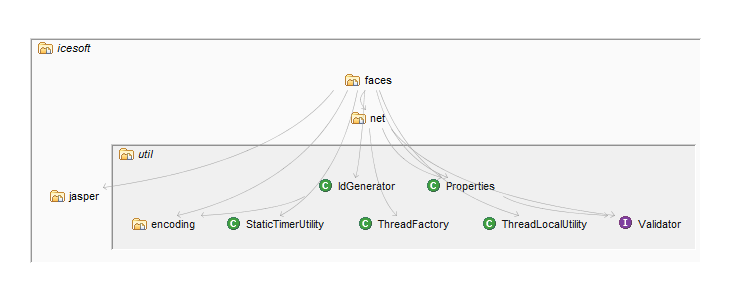 icesoft
faces
net
util
IdGenerator
Properties
jasper
encoding
StaticTimerUtility
ThreadFactory
ThreadLocalUtility
Validator